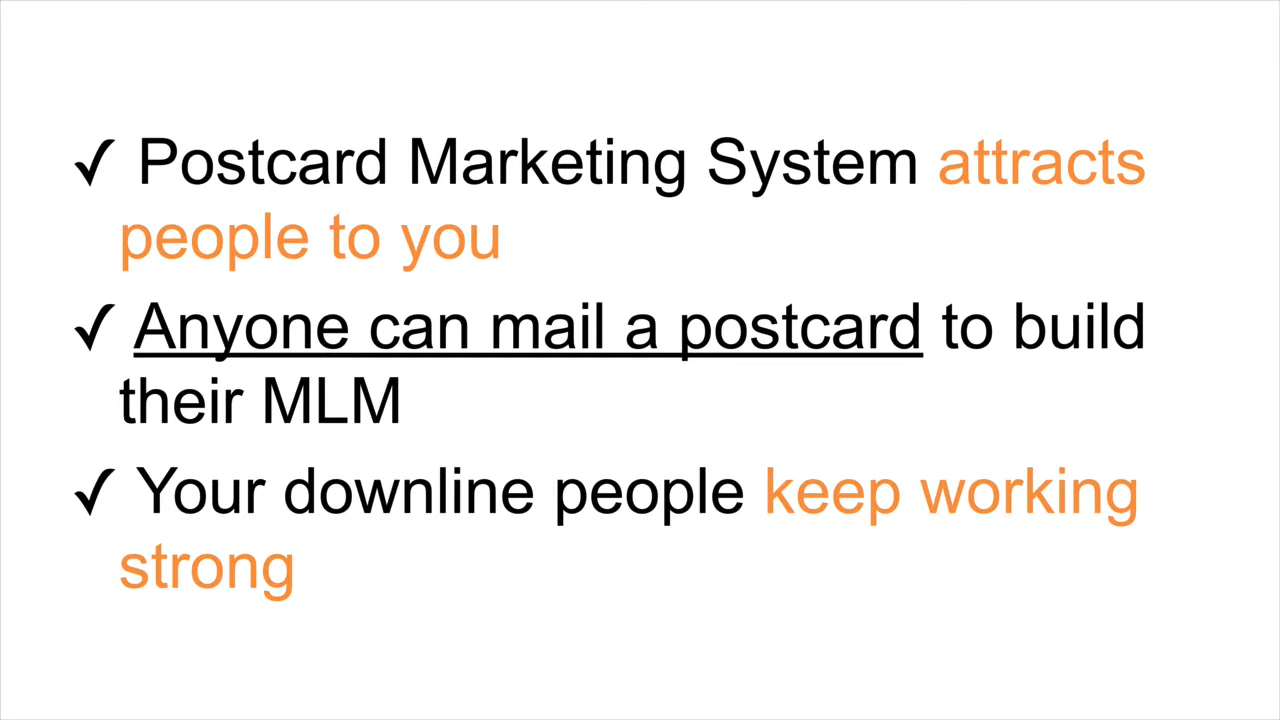 ✓ Postcard Marketing System attracts
people to you
✓ Anyone can mail a postcard to build
their MLM
✓ Your downline people keep working
strong